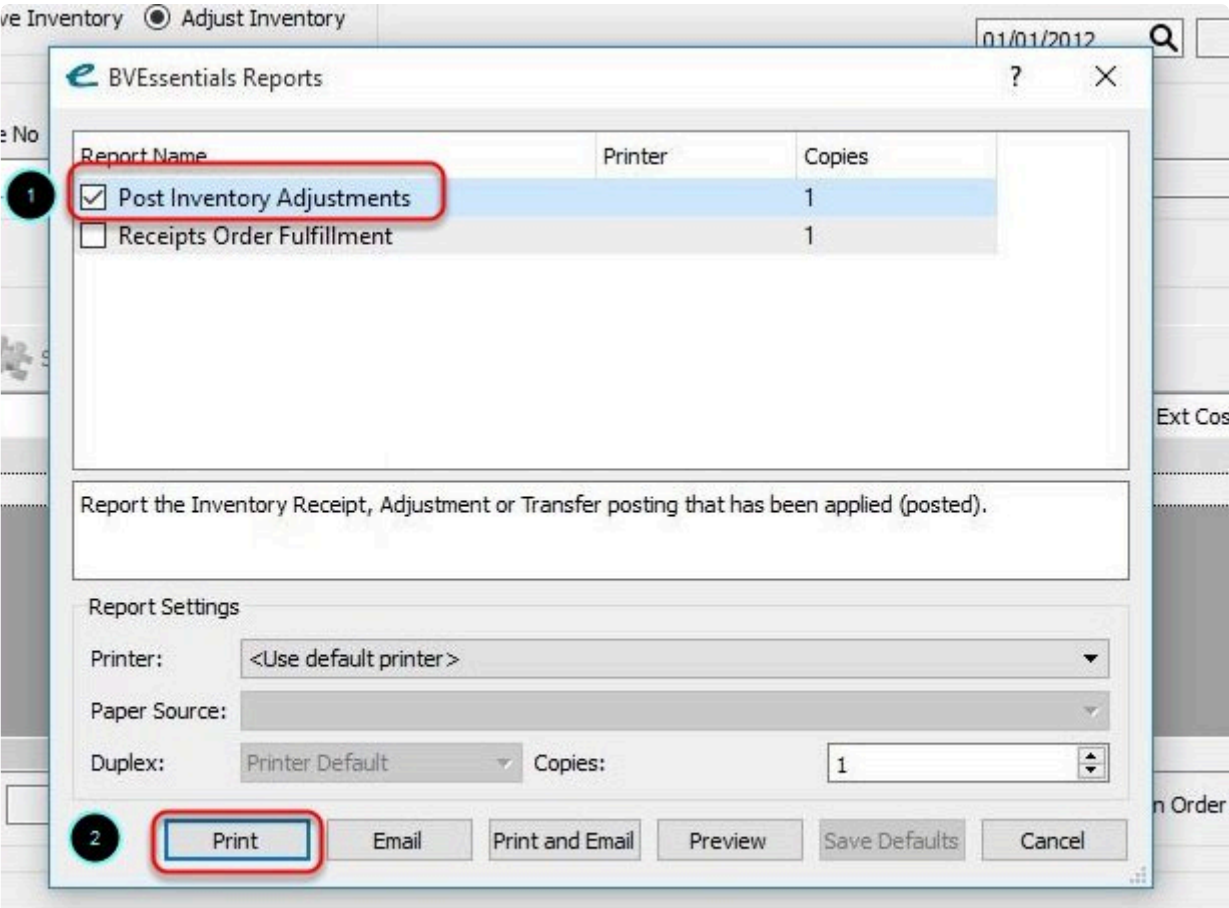 ve Inventory Adjust Inventory
01/01/2012
BVEssentials Reports
?
e No
Report Name Printer Copies
1
Post Inventory Adjustments 1
Receipts Order Fulfillment 1
S
Ext Cos
Report the Inventory Receipt, Adjustment or Transfer posting that has been applied (posted).
Report Settings
Printer: <Use default printer>
Paper Source:
Duplex: Printer Default Copies: 1
n Order
2
Print Email Print and Email Preview Save Defaults Cancel